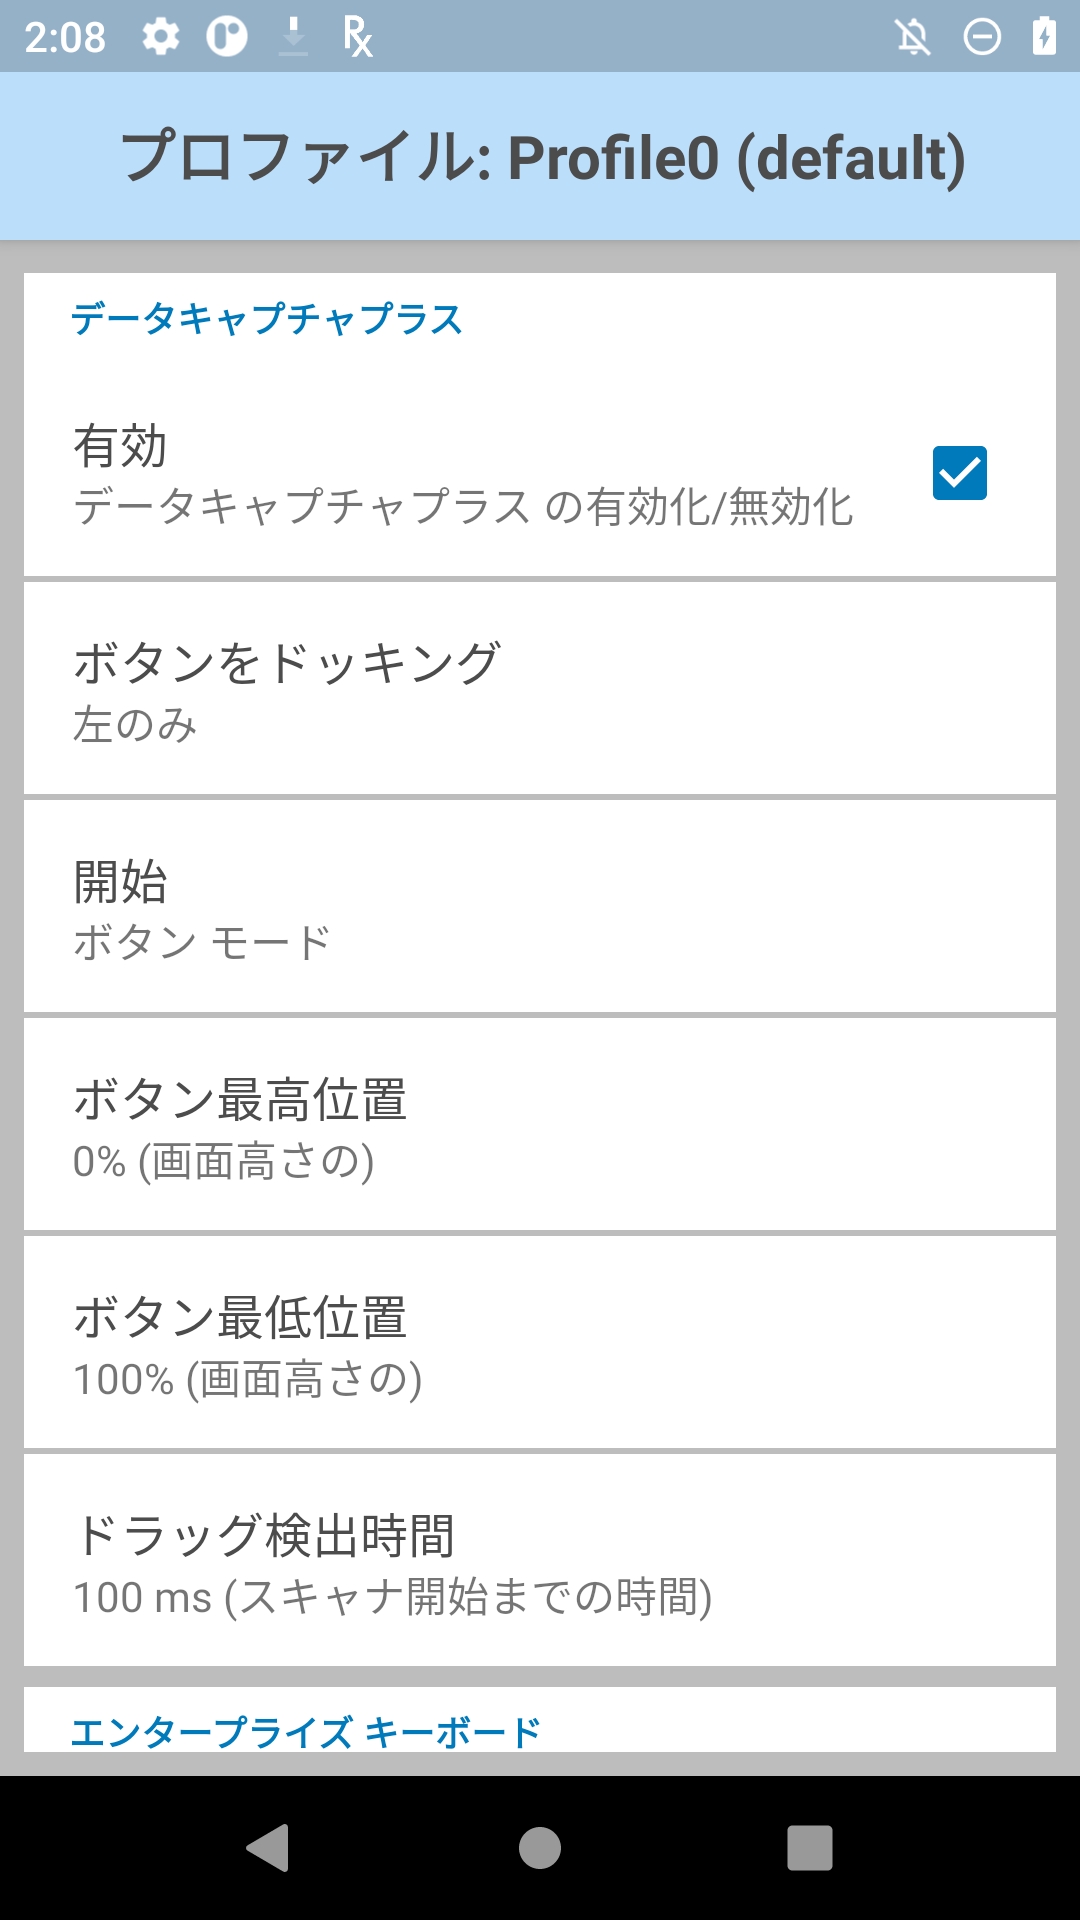 2:08
プロファイル: Profile0 (default)
データキャプチャプラス
有効
データキャプチャプラス の有効化/無効化
ボタンをドッキング
左のみ
開始
ボタン モード
ボタン最高位置
0% (画面高さの)
ボタン最低位置
100% (画面高さの)
ドラッグ検出時間
100 ms (スキャナ開始までの時間)
エンタープライズ キーボード